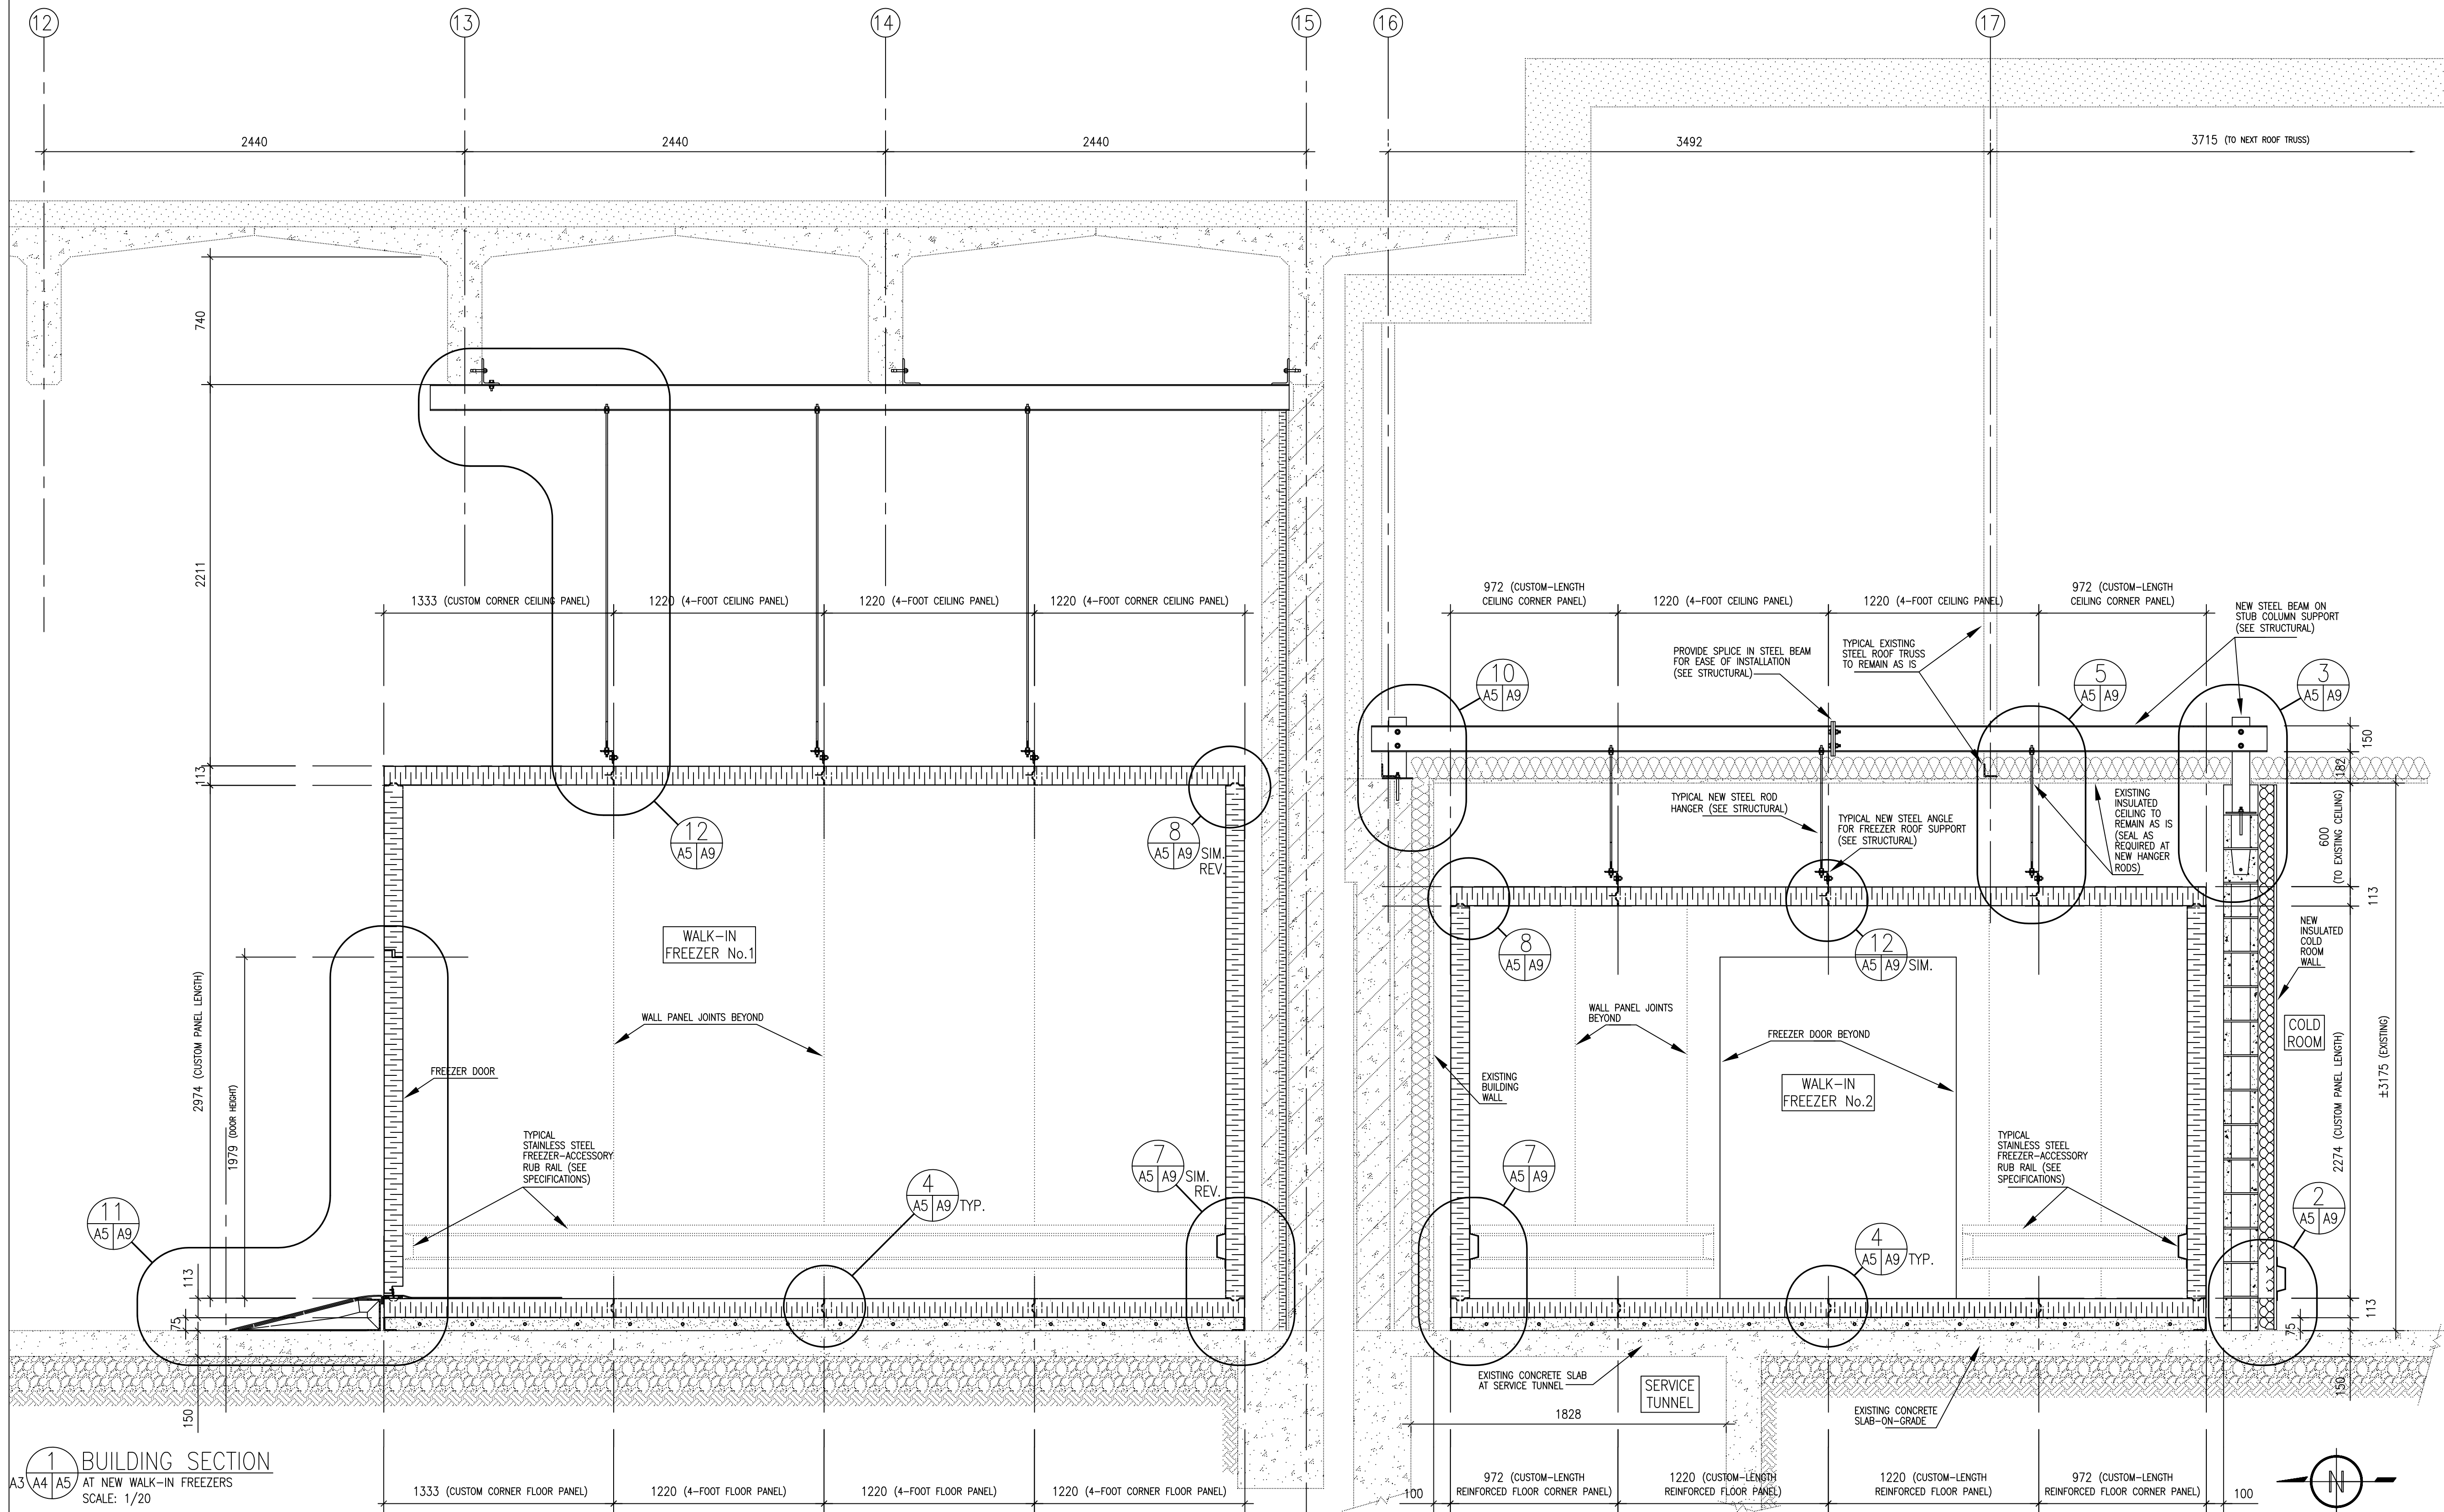 12
13
14
15
16
17
2440
2440
2440
3492
3715 (TO NEXT ROOF TRUSS)
740
2211
113
2974 (CUSTOM PANEL LENGTH)
1979 (DOOR HEIGHT)
113
75
150
1333 (CUSTOM CORNER CEILING PANEL)
1220 (4-FOOT CEILING PANEL)
1220 (4-FOOT CEILING PANEL)
1220 (4-FOOT CORNER CEILING PANEL)
12
A5 A9
8
A5 A9 SIM.
REV.
WALK-IN
FREEZER No.1
WALL PANEL JOINTS BEYOND
FREEZER DOOR
TYPICAL
STAINLESS STEEL
FREEZER-ACCESSORY
RUB RAIL (SEE
SPECIFICATIONS)
11
A5 A9
4
A5 A9 TYP.
7
A5 A9 SIM.
REV.
1333 (CUSTOM CORNER FLOOR PANEL)
1220 (4-FOOT FLOOR PANEL)
1220 (4-FOOT FLOOR PANEL)
1220 (4-FOOT CORNER FLOOR PANEL)
972 (CUSTOM-LENGTH
CEILING CORNER PANEL)
1220 (4-FOOT CEILING PANEL)
1220 (4-FOOT CEILING PANEL)
972 (CUSTOM-LENGTH
CEILING CORNER PANEL)
NEW STEEL BEAM ON
STUB COLUMN SUPPORT
(SEE STRUCTURAL)
PROVIDE SPLICE IN STEEL BEAM
FOR EASE OF INSTALLATION
(SEE STRUCTURAL)
TYPICAL EXISTING
STEEL ROOF TRUSS
TO REMAIN AS IS
10
A5 A9
5
A5 A9
3
A5 A9
TYPICAL NEW STEEL ROD
HANGER (SEE STRUCTURAL)
TYPICAL NEW STEEL ANGLE
FOR FREEZER ROOF SUPPORT
(SEE STRUCTURAL)
EXISTING
INSULATED
CEILING TO
REMAIN AS IS
(SEAL AS
REQUIRED AT
NEW HANGER
RODS)
150
182
600 (TO EXISTING CEILING)
113
2274 (CUSTOM PANEL LENGTH)
±3175 (EXISTING)
113
75
150
8
A5 A9
12
A5 A9 SIM.
NEW
INSULATED
COLD
ROOM
WALL
COLD
ROOM
WALL PANEL JOINTS
BEYOND
FREEZER DOOR BEYOND
EXISTING
BUILDING
WALL
WALK-IN
FREEZER No.2
TYPICAL
STAINLESS STEEL
FREEZER-ACCESSORY
RUB RAIL (SEE
SPECIFICATIONS)
7
A5 A9
4
A5 A9 TYP.
2
A5 A9
EXISTING CONCRETE SLAB
AT SERVICE TUNNEL
SERVICE
TUNNEL
1828
EXISTING CONCRETE
SLAB-ON-GRADE
100
972 (CUSTOM-LENGTH
REINFORCED FLOOR CORNER PANEL)
1220 (CUSTOM-LENGTH
REINFORCED FLOOR PANEL)
1220 (CUSTOM-LENGTH
REINFORCED FLOOR PANEL)
972 (CUSTOM-LENGTH
REINFORCED FLOOR CORNER PANEL)
100
N
1
A3 A4 A5
BUILDING SECTION
AT NEW WALK-IN FREEZERS
SCALE: 1/20